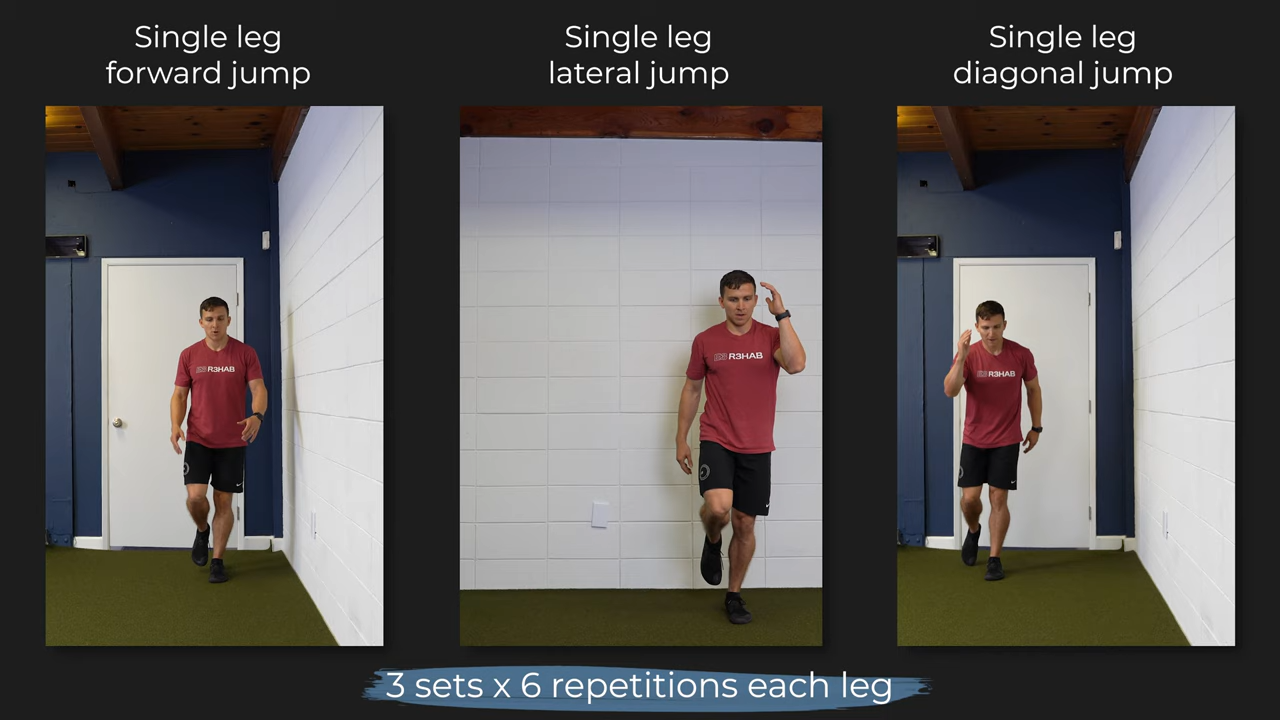 Single leg
forward jump
Single leg
lateral jump
Single leg
diagonal jump
R3HAB
R3HAB
R3HAB
3 sets x 6 repetitions each leg